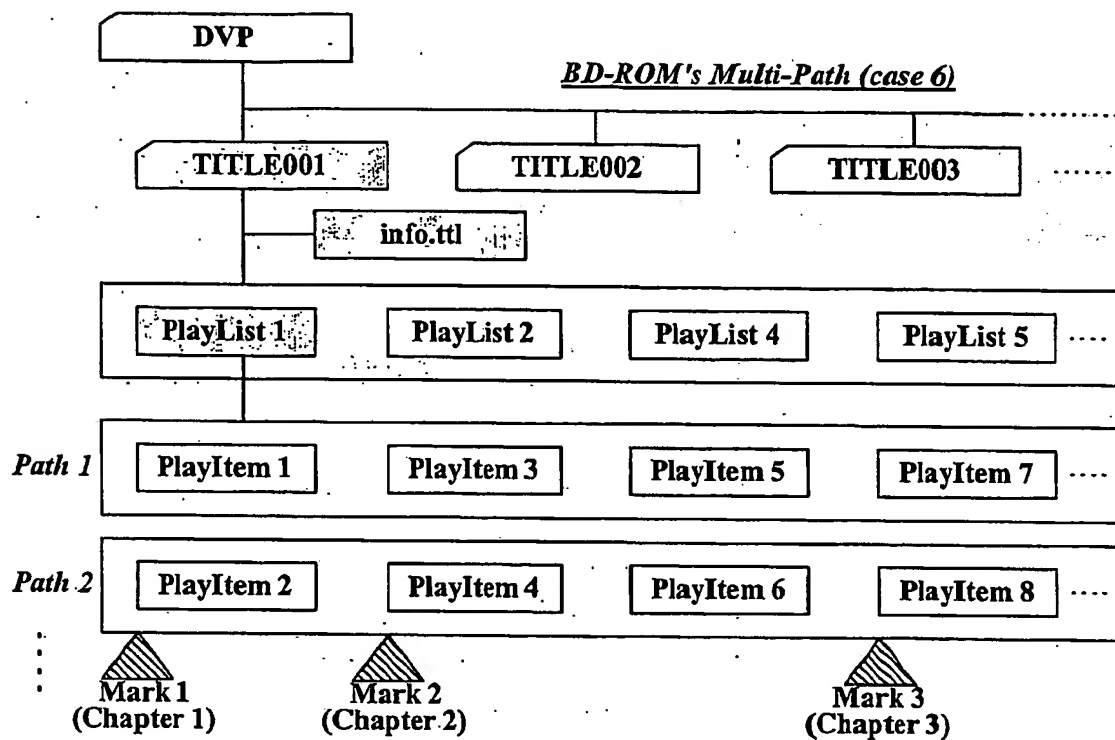 DVP
BD-ROM's Multi-Path (case 6)
TITLE001 TITLE002 TITLE003
info.ttl
PlayList 1 PlayList 2 PlayList 4 PlayList 5
Path 1 PlayItem 1 PlayItem 3 PlayItem 5 PlayItem 7
Path 2 PlayItem 2 PlayItem 4 PlayItem 6 PlayItem 8
Mark 1 Mark 2 Mark 3
(Chapter 1) (Chapter 2) (Chapter 3)